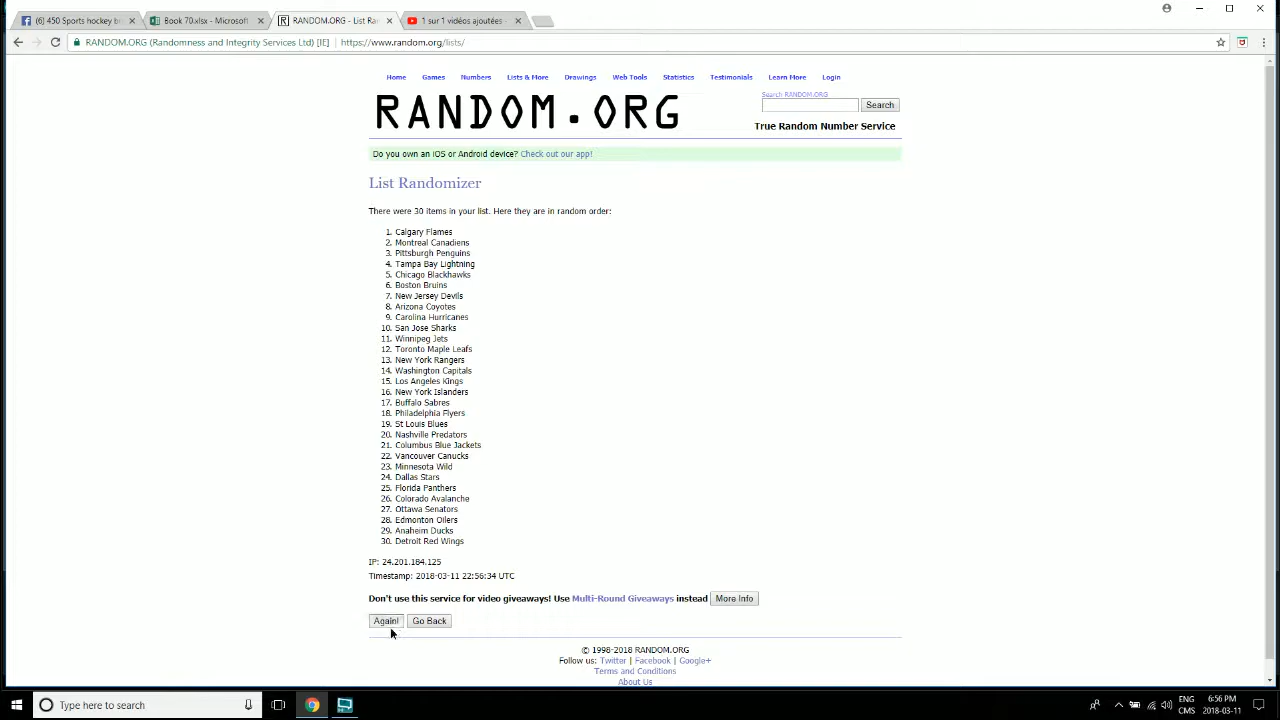 (6) 450 Sports hockey br
Book 70.xlsx - Microsoft
RANDOM.ORG - List Ra
1 sur 1 vidéos ajoutées -
RANDOM.ORG (Randomness and Integrity Services Ltd) [IE] | https://www.random.org/lists/
Home Games Numbers Lists & More Drawings Web Tools Statistics Testimonials Learn More Login
RANDOM.ORG
Search RANDOM.ORG
Search
True Random Number Service
Do you own an iOS or Android device? Check out our app!
List Randomizer
There were 30 items in your list. Here they are in random order:
1. Calgary Flames
2. Montreal Canadiens
3. Pittsburgh Penguins
4. Tampa Bay Lightning
5. Chicago Blackhawks
6. Boston Bruins
7. New Jersey Devils
8. Arizona Coyotes
9. Carolina Hurricanes
10. San Jose Sharks
11. Winnipeg Jets
12. Toronto Maple Leafs
13. New York Rangers
14. Washington Capitals
15. Los Angeles Kings
16. New York Islanders
17. Buffalo Sabres
18. Philadelphia Flyers
19. St Louis Blues
20. Nashville Predators
21. Columbus Blue Jackets
22. Vancouver Canucks
23. Minnesota Wild
24. Dallas Stars
25. Florida Panthers
26. Colorado Avalanche
27. Ottawa Senators
28. Edmonton Oilers
29. Anaheim Ducks
30. Detroit Red Wings
IP: 24.201.184.125
Timestamp: 2018-03-11 22:56:34 UTC
Don't use this service for video giveaways! Use Multi-Round Giveaways instead More Info
Again! Go Back
© 1998-2018 RANDOM.ORG
Follow us: Twitter | Facebook | Google+
Terms and Conditions
About Us
Type here to search
ENG 6:56 PM
CMS 2018-03-11